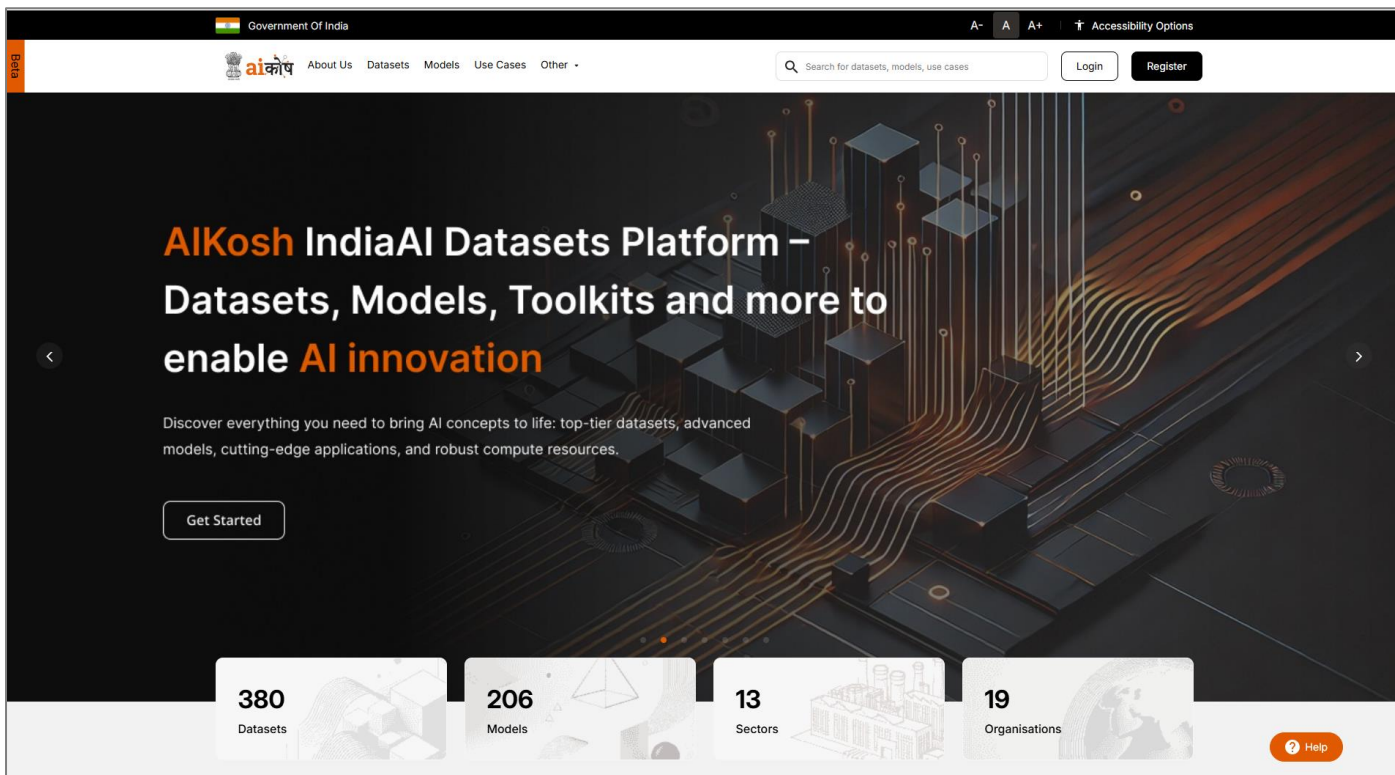 Government Of India
A- A A+ Accessibility Options
Beta
aiकोष About Us Datasets Models Use Cases Other
Search for datasets, models, use cases
Login Register
AIKosh IndiaAI Datasets Platform –
Datasets, Models, Toolkits and more to
enable AI innovation
Discover everything you need to bring AI concepts to life: top-tier datasets, advanced
models, cutting-edge applications, and robust compute resources.
Get Started
380
Datasets
206
Models
13
Sectors
19
Organisations
? Help